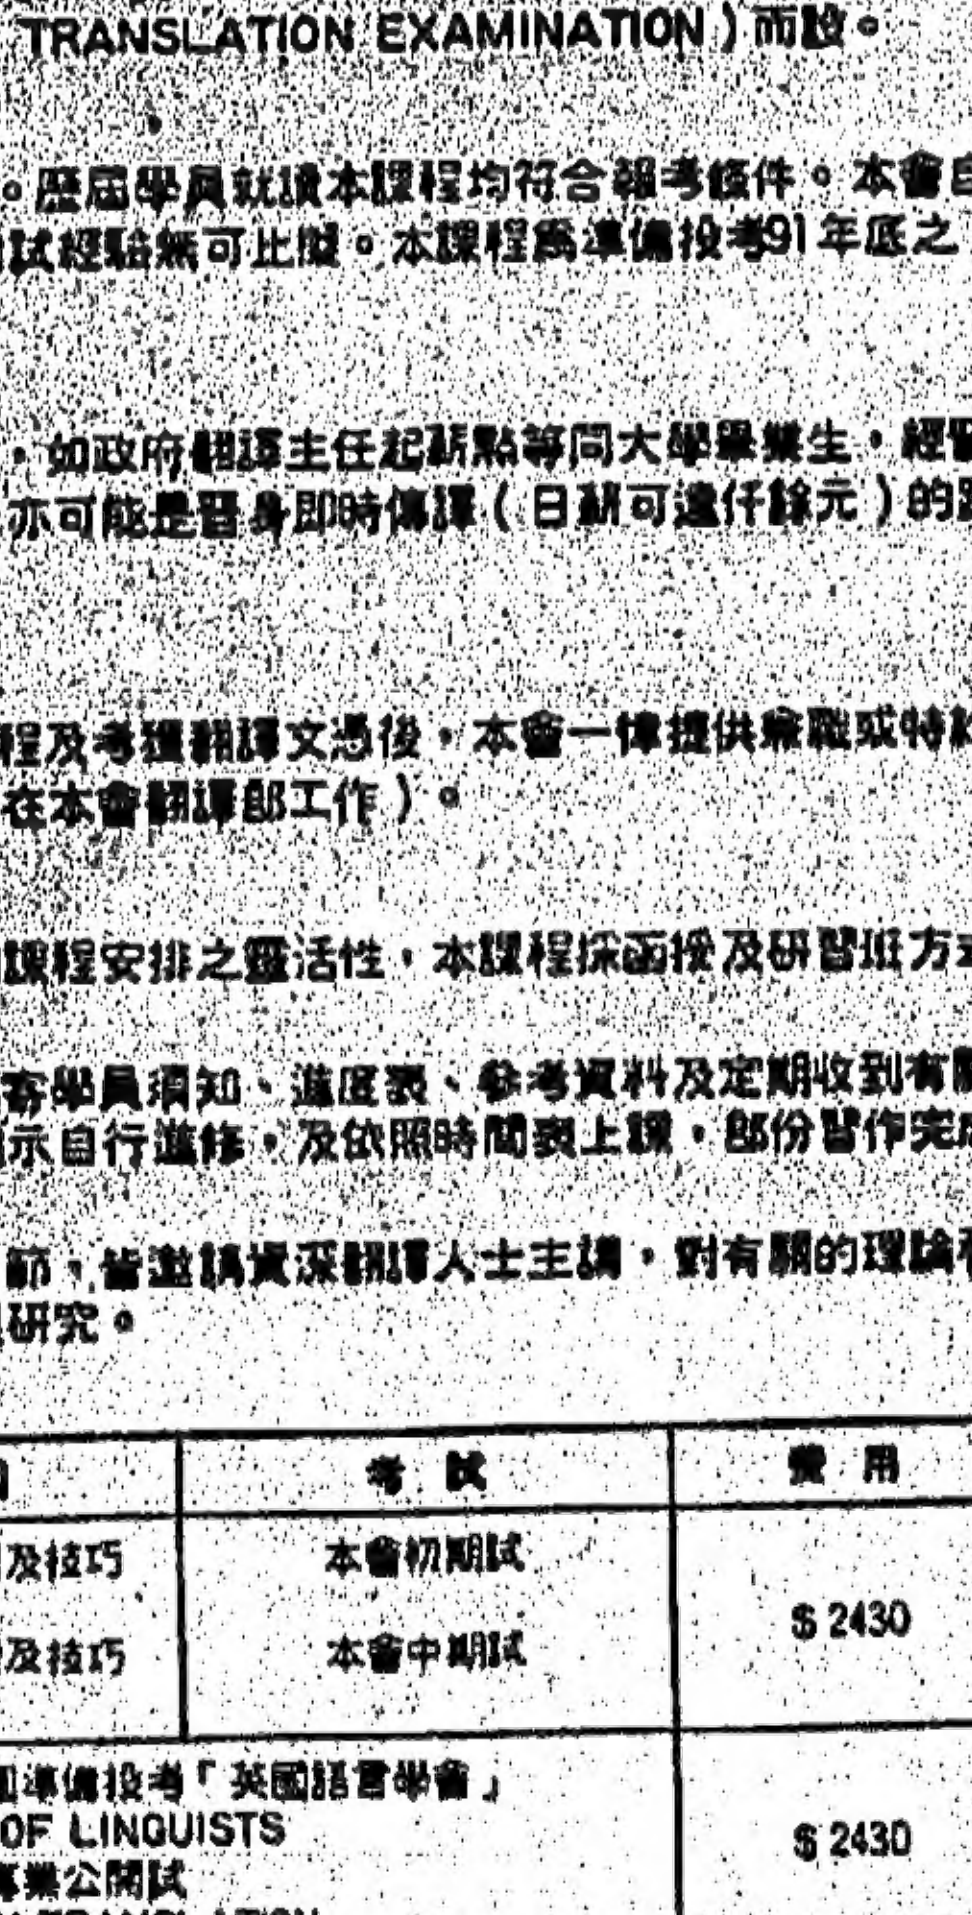 TRANSLATION EXAMINATION）而設。
。歷屆學員就讀本課程均符合報考條件。本會自
試經驗無可比擬。本課程爲準備投考91年底之
，如政府翻譯主任起薪點等同大學畢業生，經
亦可能是晉身即時傳譯（日薪可達仟餘元）的
程及考獲翻譯文憑後，本會一律提供兼職或特
在本會翻譯部工作）。
課程安排之靈活性，本課程採函授及研習班方式
寄學員須知、進度表、參考資料及定期收到有關
示自行進修，及依照時間表上課，部份習作完成
節，皆邀請資深翻譯人士主講，對有關的理論
研究。
考 試 費 用
及技巧 本會初期試
$ 2430
及技巧 本會中期試
準備投考「英國語言學會」
OF LINGUISTS
$ 2430
專業公開試
TRANSLATION